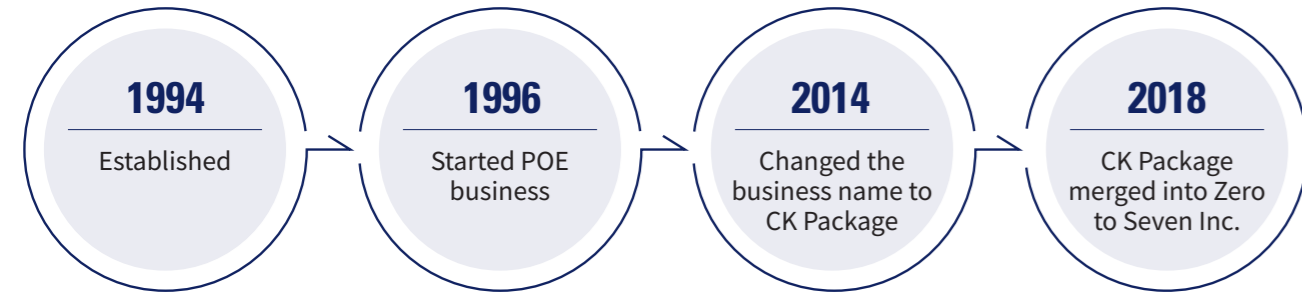 1994
Established
1996
Started POE
business
2014
Changed the
business name to
CK Package
2018
CK Package
merged into Zero
to Seven Inc.